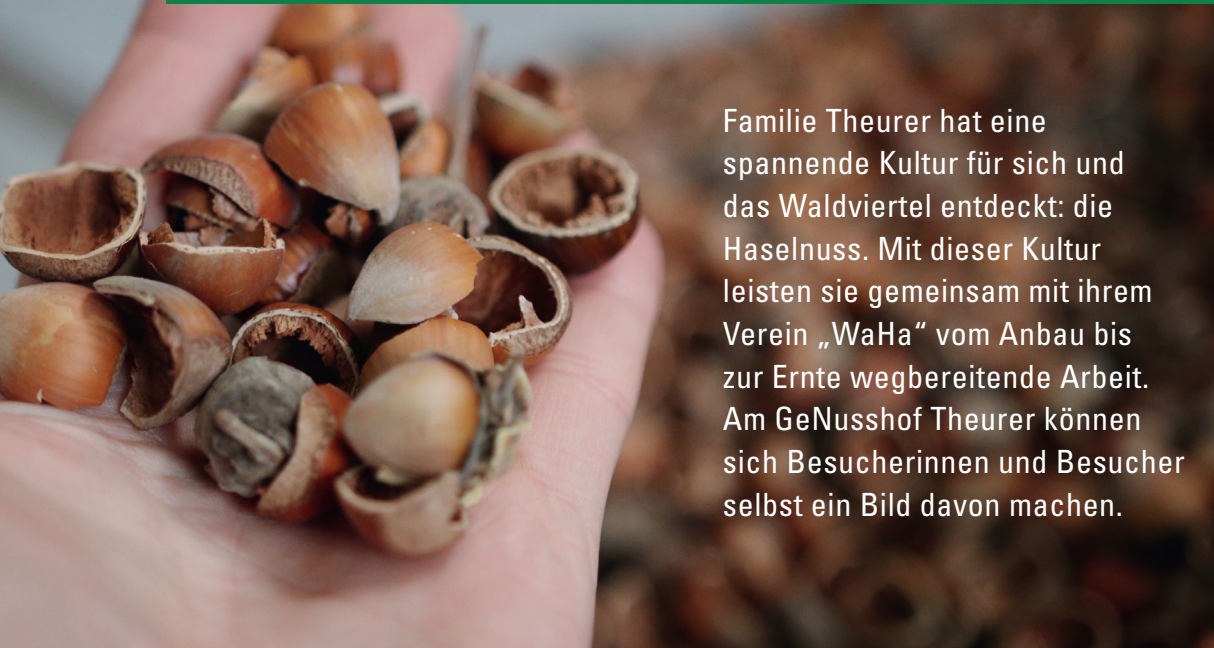 Familie Theurer hat eine
spannende Kultur für sich und
das Waldviertel entdeckt: die
Haselnuss. Mit dieser Kultur
leisten sie gemeinsam mit ihrem
Verein „WaHa“ vom Anbau bis
zur Ernte wegbereitende Arbeit.
Am GeNusshof Theurer können
sich Besucherinnen und Besucher
selbst ein Bild davon machen.